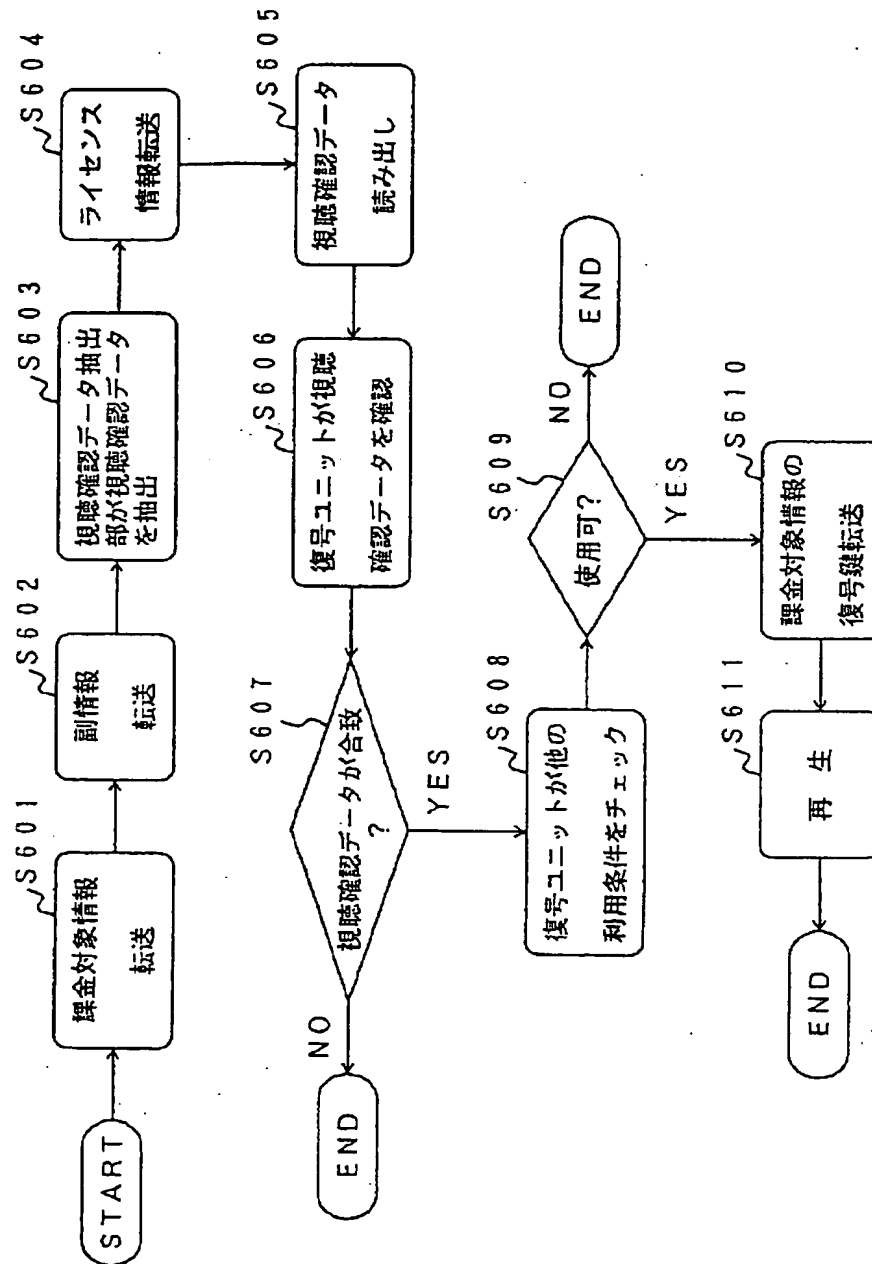 START
S601
課金対象情報
転送
S602
副情報
転送
S603
視聴確認データ抽出
部が視聴確認データ
を抽出
S604
ライセンス
情報転送
S605
視聴確認データ
読み出し
S606
復号ユニットが視聴
確認データを確認
S607
視聴確認データが合致
?
NO
END
YES
S608
復号ユニットが他の
利用条件をチェック
S609
使用可?
NO
END
YES
S610
課金対象情報の
復号鍵転送
S611
再生
END